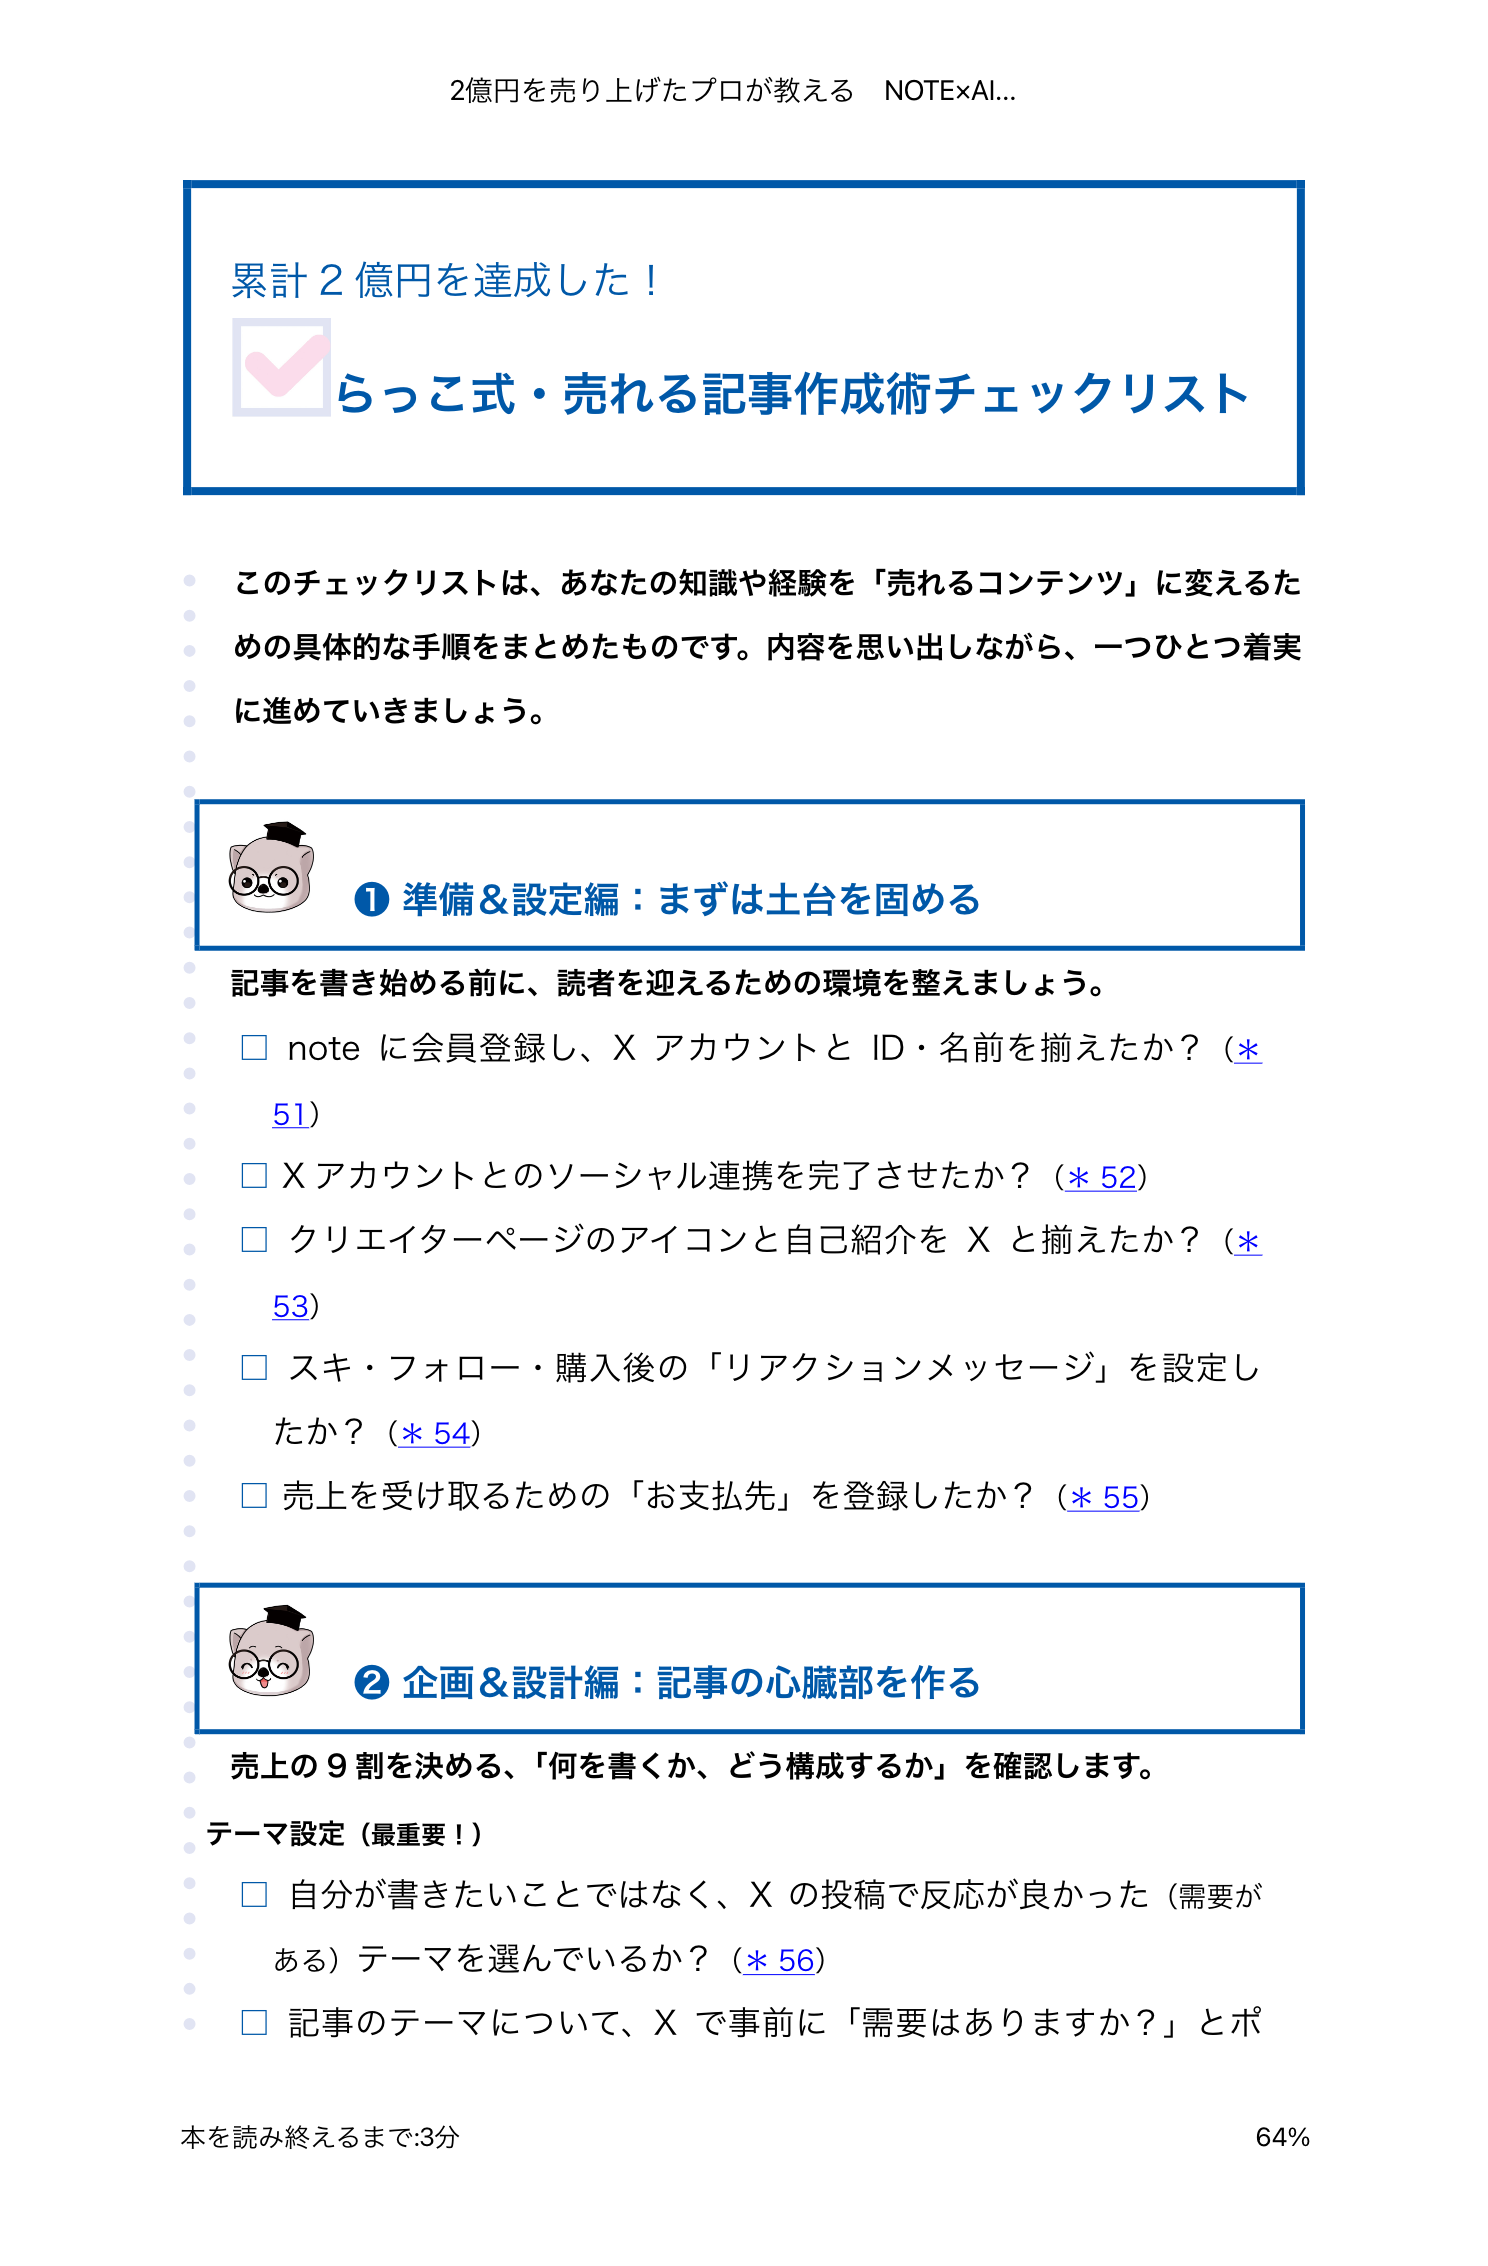 2億円を売り上げたプロが教える　NOTE×AI...
累計２億円を達成した！
らっこ式・売れる記事作成術チェックリスト
このチェックリストは、あなたの知識や経験を「売れるコンテンツ」に変えるた
めの具体的な手順をまとめたものです。内容を思い出しながら、一つひとつ着実
に進めていきましょう。
❶ 準備＆設定編：まずは土台を固める
記事を書き始める前に、読者を迎えるための環境を整えましょう。
□ note に会員登録し、X アカウントと ID・名前を揃えたか？（＊
51）
□ X アカウントとのソーシャル連携を完了させたか？（＊ 52）
□ クリエイターページのアイコンと自己紹介を X と揃えたか？（＊
53）
□ スキ・フォロー・購入後の「リアクションメッセージ」を設定し
たか？（＊ 54）
□ 売上を受け取るための「お支払先」を登録したか？（＊ 55）
❷ 企画＆設計編：記事の心臓部を作る
売上の 9 割を決める、「何を書くか、どう構成するか」を確認します。
テーマ設定（最重要！）
□ 自分が書きたいことではなく、X の投稿で反応が良かった（需要が
ある）テーマを選んでいるか？（＊ 56）
□ 記事のテーマについて、X で事前に「需要はありますか？」とポ
本を読み終えるまで:3分
64%